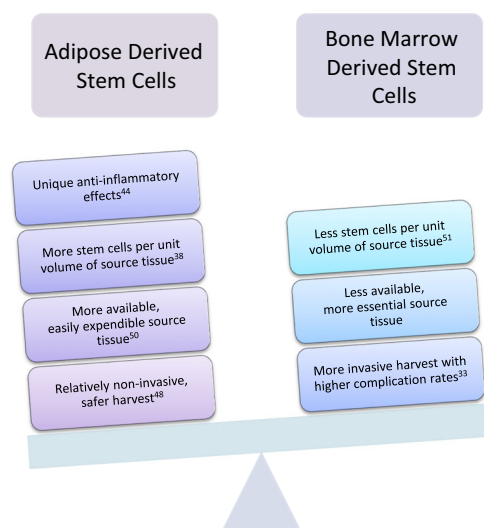 Adipose Derived
Stem Cells
Bone Marrow
Derived Stem
Cells
Unique anti-inflammatory
effects44
More stem cells per unit
volume of source tissue38
More available,
easily expendible source
tissue50
Relatively non-invasive,
safer harvest48
Less stem cells per unit
volume of source tissue51
Less available,
more essential source
tissue
More invasive harvest with
higher complication rates33